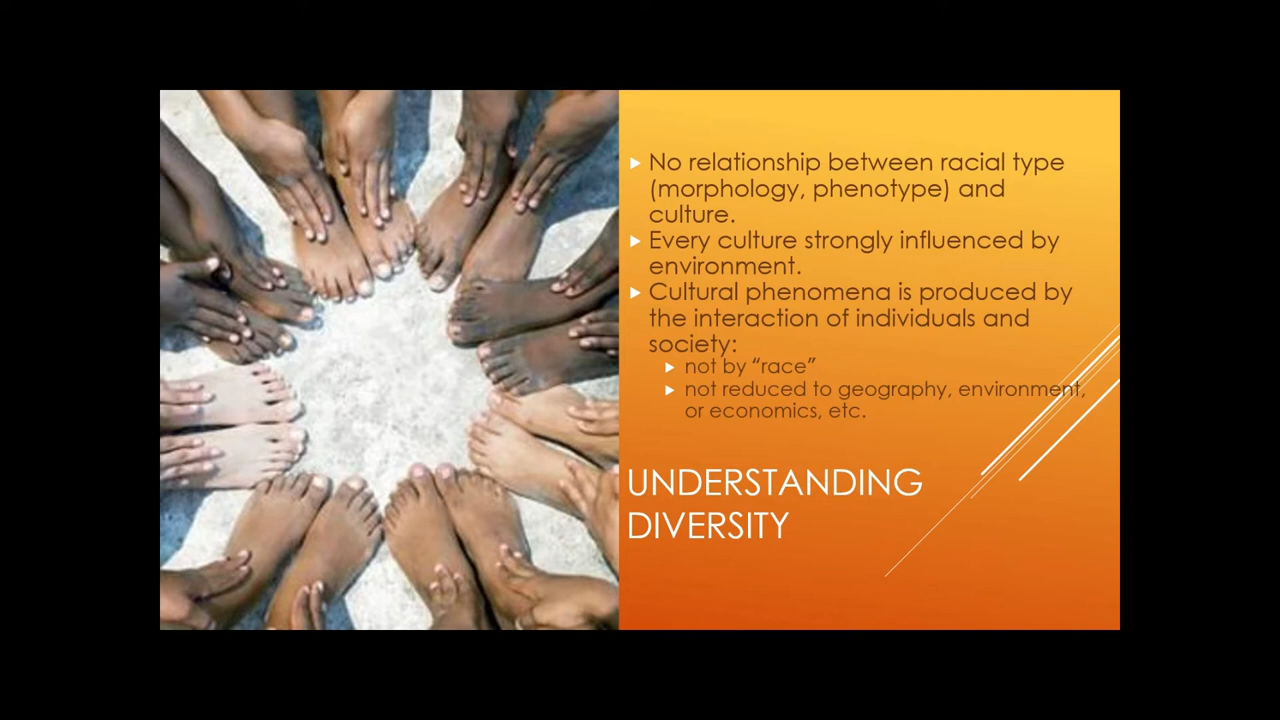 No relationship between racial type
(morphology, phenotype) and
culture.
Every culture strongly influenced by
environment.
Cultural phenomena is produced by
the interaction of individuals and
society:
not by “race”
not reduced to geography, environment,
or economics, etc.
UNDERSTANDING
DIVERSITY